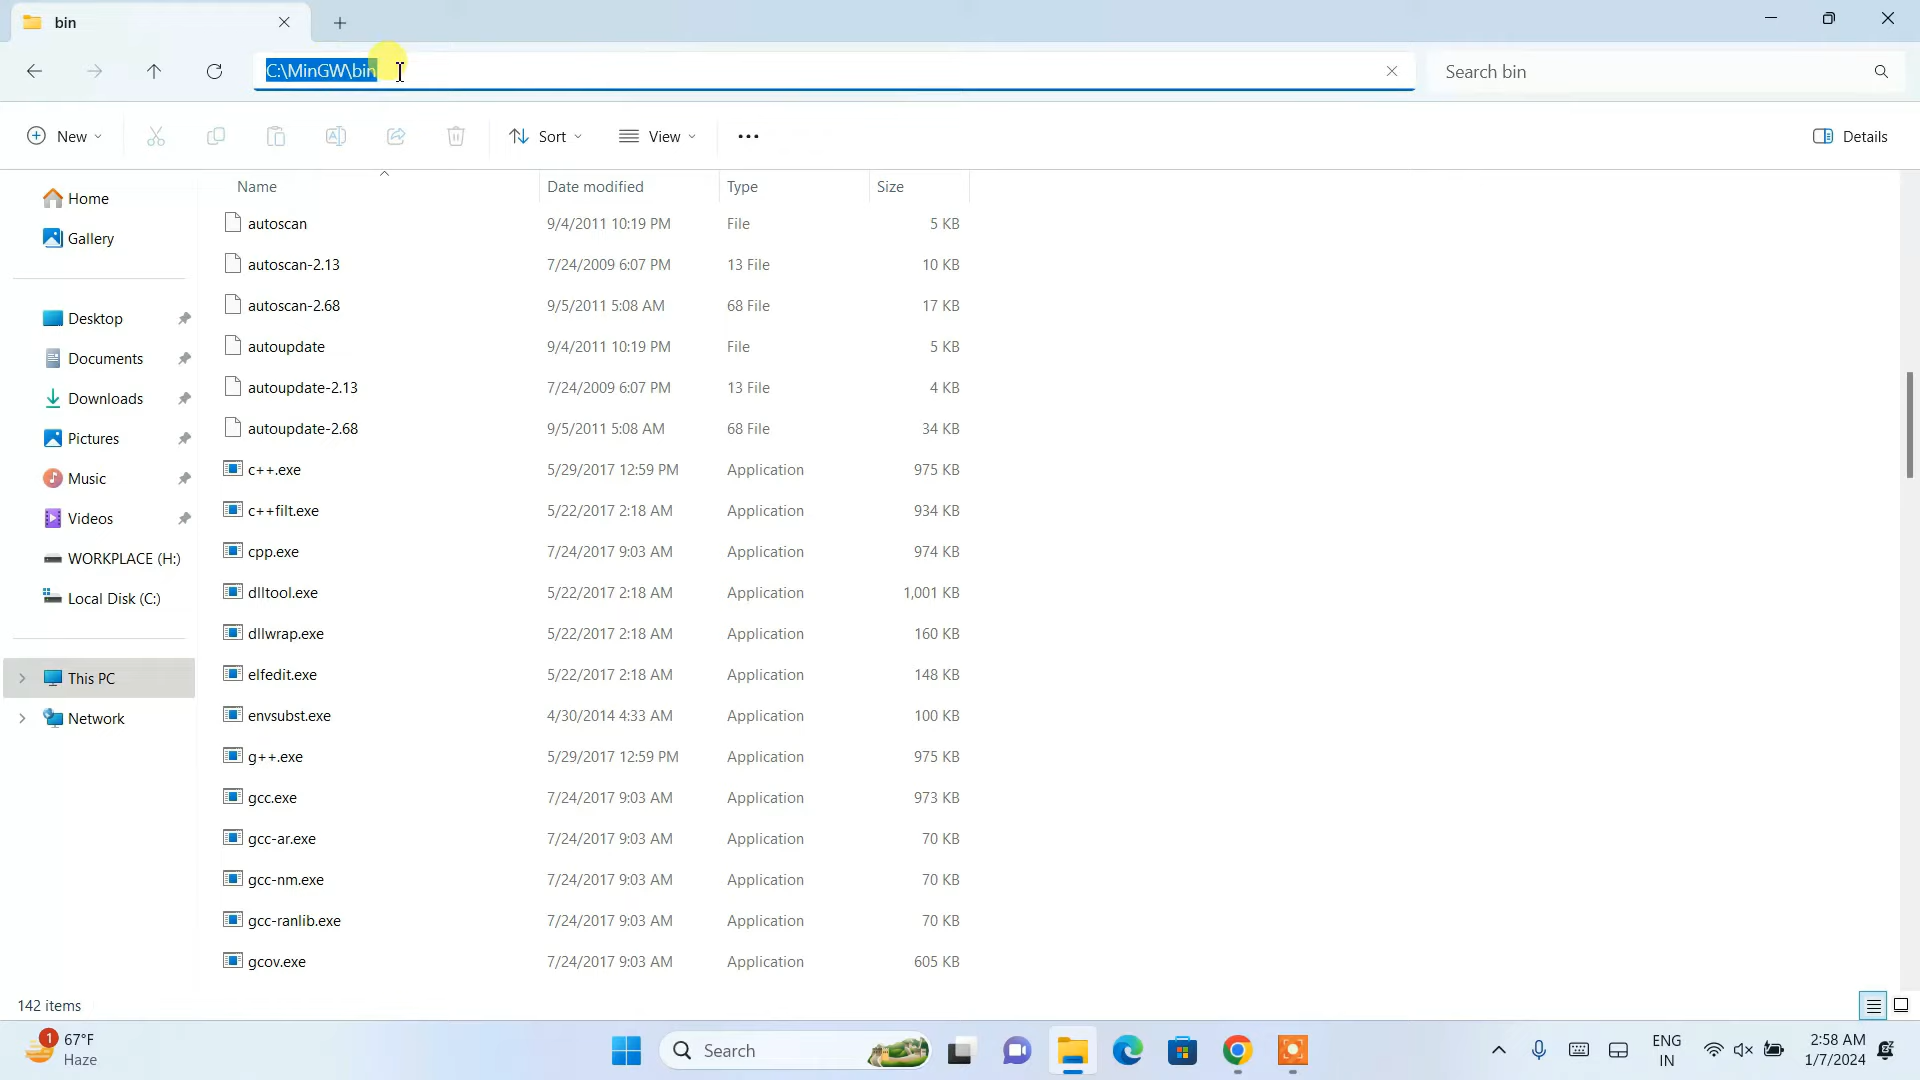 bin
C:\MinGW\bin
Search bin
New
Sort
View
Details
Name Date modified Type Size
Home
Gallery
Desktop
Documents
Downloads
Pictures
Music
Videos
WORKPLACE (H:)
Local Disk (C:)
This PC
Network
autoscan 9/4/2011 10:19 PM File 5 KB
autoscan-2.13 7/24/2009 6:07 PM 13 File 10 KB
autoscan-2.68 9/5/2011 5:08 AM 68 File 17 KB
autoupdate 9/4/2011 10:19 PM File 5 KB
autoupdate-2.13 7/24/2009 6:07 PM 13 File 4 KB
autoupdate-2.68 9/5/2011 5:08 AM 68 File 34 KB
c++.exe 5/29/2017 12:59 PM Application 975 KB
c++filt.exe 5/22/2017 2:18 AM Application 934 KB
cpp.exe 7/24/2017 9:03 AM Application 974 KB
dlltool.exe 5/22/2017 2:18 AM Application 1,001 KB
dllwrap.exe 5/22/2017 2:18 AM Application 160 KB
elfedit.exe 5/22/2017 2:18 AM Application 148 KB
envsubst.exe 4/30/2014 4:33 AM Application 100 KB
g++.exe 5/29/2017 12:59 PM Application 975 KB
gcc.exe 7/24/2017 9:03 AM Application 973 KB
gcc-ar.exe 7/24/2017 9:03 AM Application 70 KB
gcc-nm.exe 7/24/2017 9:03 AM Application 70 KB
gcc-ranlib.exe 7/24/2017 9:03 AM Application 70 KB
gcov.exe 7/24/2017 9:03 AM Application 605 KB
142 items
1
67°F
Haze
Search
ENG
IN
2:58 AM
1/7/2024